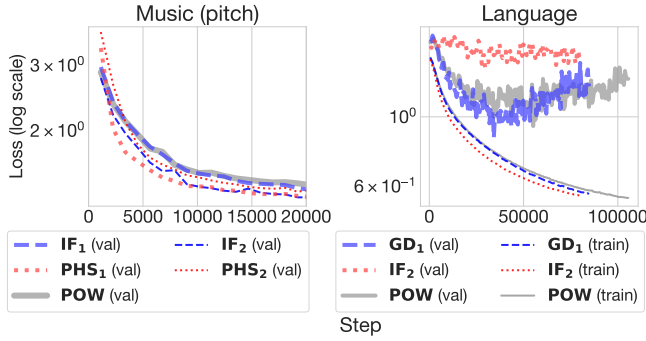 Music (pitch)
Language
Loss (log scale)
3 × 10⁰
2 × 10⁰
0 5000 10000 15000 20000
10⁰
6 × 10⁻¹
0 50000 100000
IF₁ (val) IF₂ (val)
PHS₁ (val) PHS₂ (val)
POW (val)
GD₁ (val) GD₁ (train)
IF₂ (val) IF₂ (train)
POW (val) POW (train)
Step